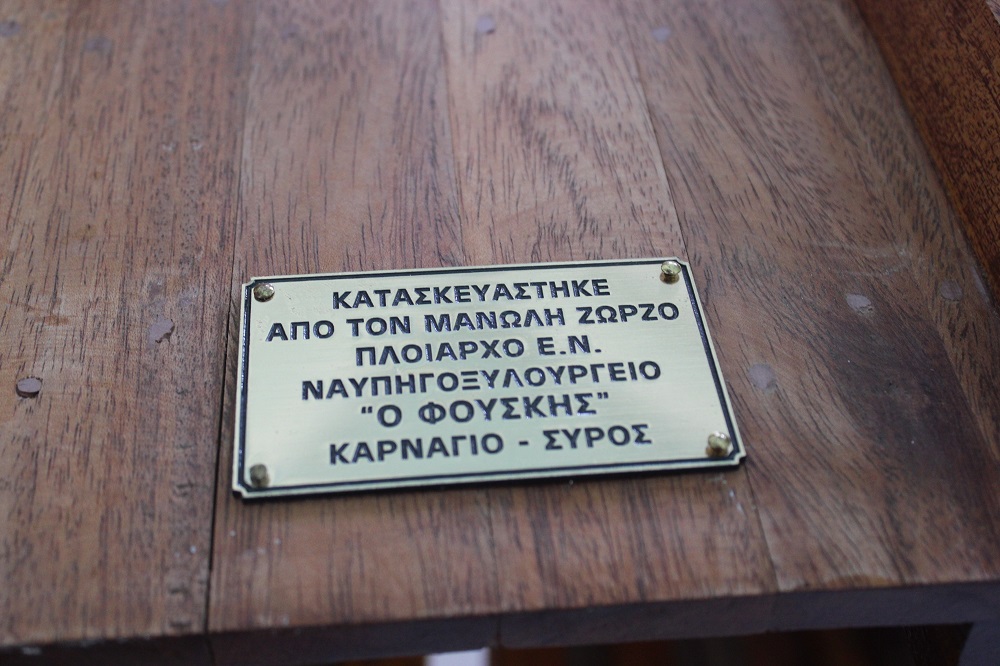 ΚΑΤΑΣΚΕΥΑΣΤΗΚΕ
ΑΠΟ ΤΟΝ ΜΑΝΩΛΗ ΖΩΡΖΟ
ΠΛΟΙΑΡΧΟ Ε.Ν.
ΝΑΥΠΗΓΟΞΥΛΟΥΡΓΕΙΟ
"Ο ΦΟΥΣΚΗΣ"
ΚΑΡΝΑΓΙΟ - ΣΥΡΟΣ